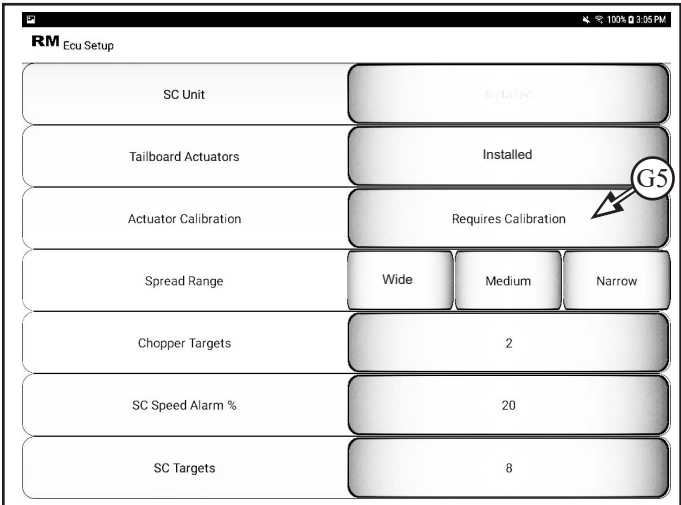 100% 3:05 PM
RM Ecu Setup
SC Unit Installed
Tailboard Actuators Installed
G5
Actuator Calibration Requires Calibration
Spread Range Wide Medium Narrow
Chopper Targets 2
SC Speed Alarm % 20
SC Targets 8